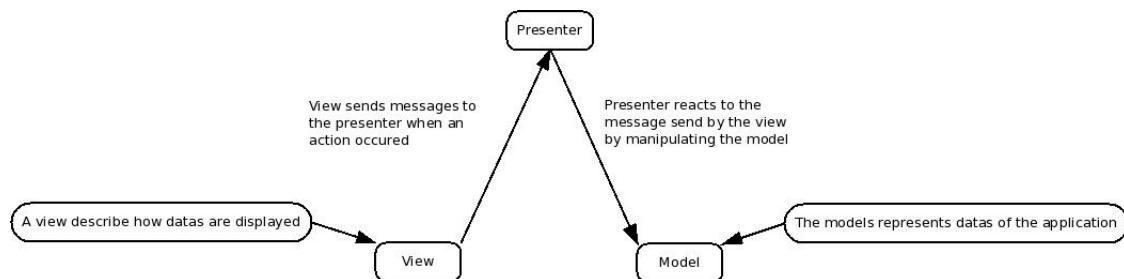 Presenter
View sends messages to
the presenter when an
action occured
Presenter reacts to the
message send by the view
by manipulating the model
A view describe how datas are displayed
The models represents datas of the application
View
Model